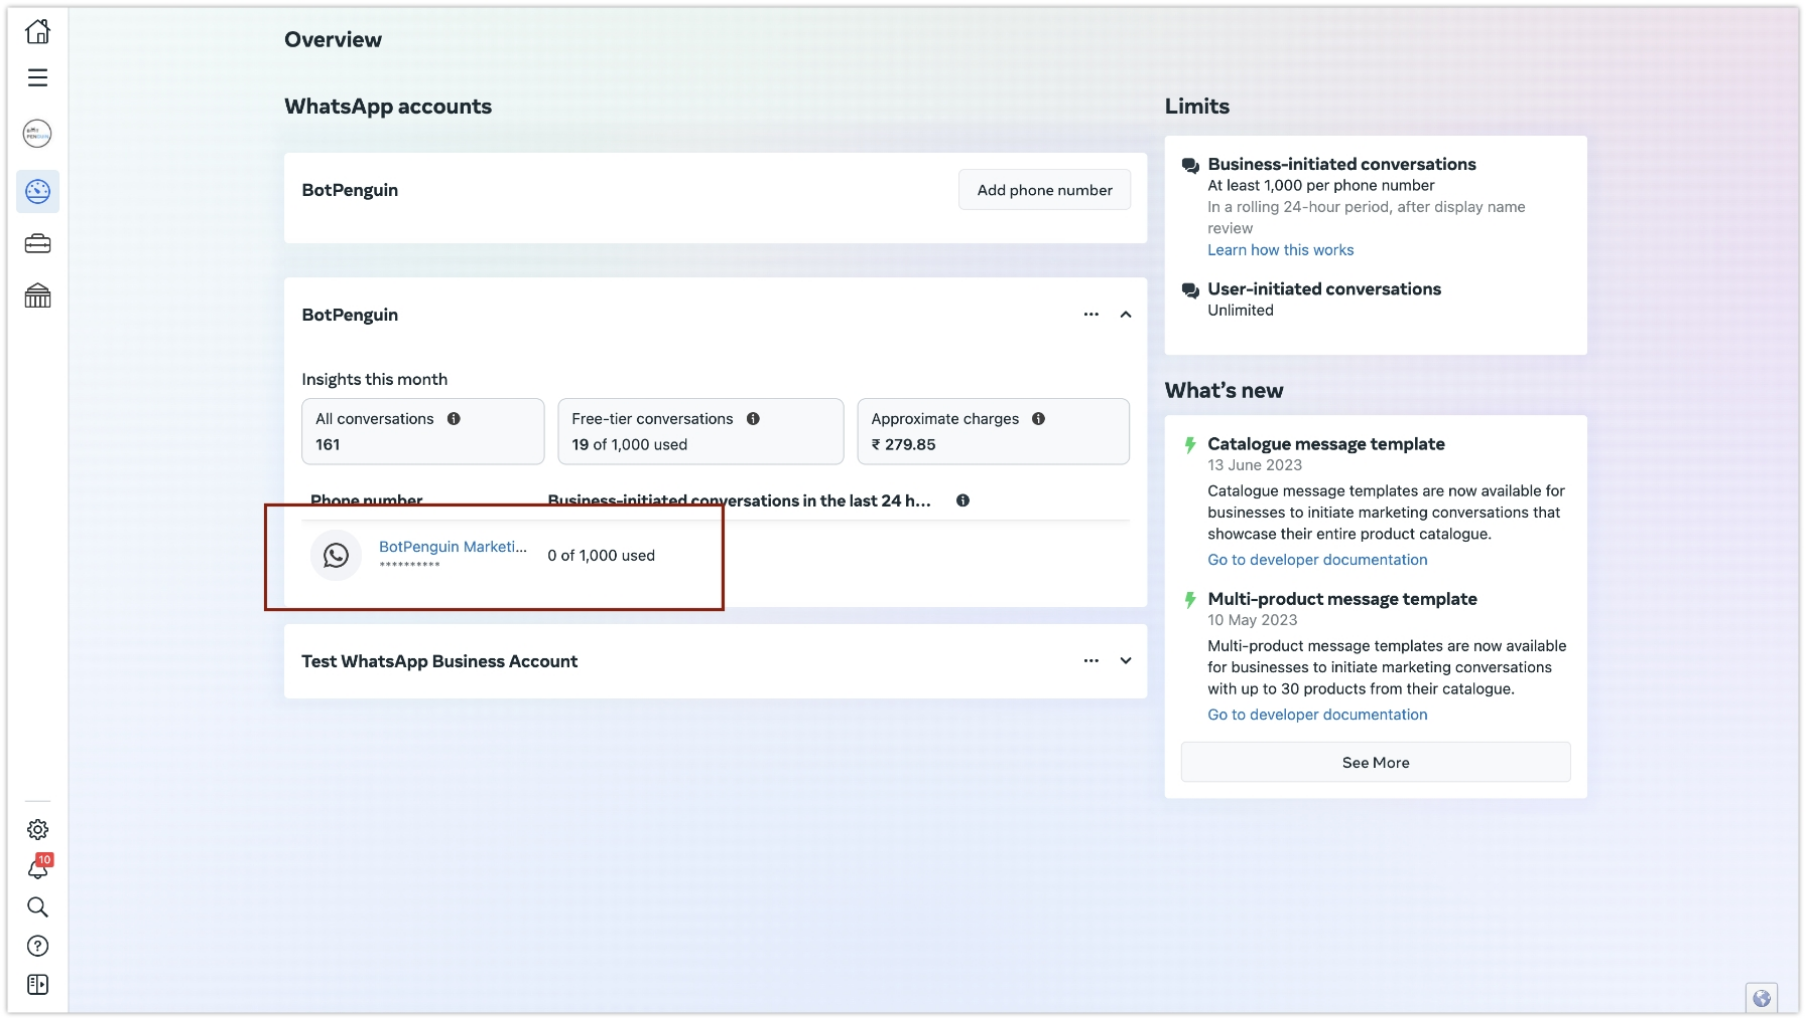 Overview
WhatsApp accounts
BotPenguin
Add phone number
BotPenguin
Insights this month
All conversations
161
Free-tier conversations
19 of 1,000 used
Approximate charges
₹ 279.85
Phone number
Business-initiated conversations in the last 24 h...
BotPenguin Marketi...
**********
0 of 1,000 used
Test WhatsApp Business Account
Limits
Business-initiated conversations
At least 1,000 per phone number
In a rolling 24-hour period, after display name
review
Learn how this works
User-initiated conversations
Unlimited
What's new
Catalogue message template
13 June 2023
Catalogue message templates are now available for
businesses to initiate marketing conversations that
showcase their entire product catalogue.
Go to developer documentation
Multi-product message template
10 May 2023
Multi-product message templates are now available
for businesses to initiate marketing conversations
with up to 30 products from their catalogue.
Go to developer documentation
See More
10